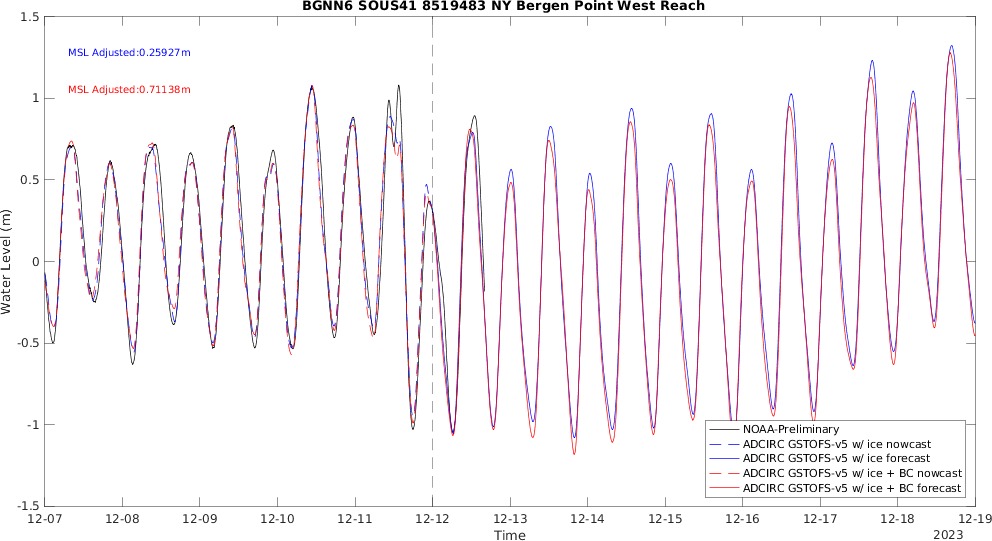 BGNN6 SOUS41 8519483 NY Bergen Point West Reach
MSL Adjusted:0.25927m
MSL Adjusted:0.71138m
Water Level (m)
1.5
1
0.5
0
-0.5
-1
-1.5
NOAA-Preliminary
ADCIRC GSTOFS-v5 w/ ice nowcast
ADCIRC GSTOFS-v5 w/ ice forecast
ADCIRC GSTOFS-v5 w/ ice + BC nowcast
ADCIRC GSTOFS-v5 w/ ice + BC forecast
12-07 12-08 12-09 12-10 12-11 12-12 12-13 12-14 12-15 12-16 12-17 12-18 12-19
Time
2023